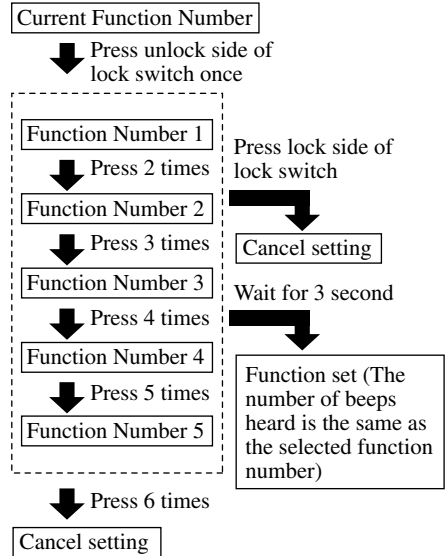 Current Function Number
Press unlock side of
lock switch once
Function Number 1
Press 2 times
Function Number 2
Press 3 times
Function Number 3
Press 4 times
Function Number 4
Press 5 times
Function Number 5
Press 6 times
Cancel setting
Press lock side of
lock switch
Cancel setting
Wait for 3 second
Function set (The
number of beeps
heard is the same as
the selected function
number)